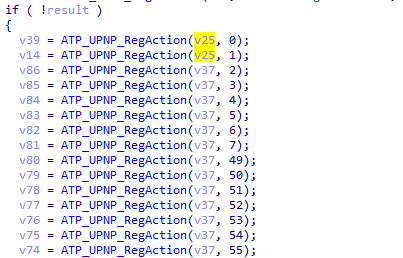 if ( !result )
{
v39 = ATP_UPNP_RegAction(v25, 0);
v14 = ATP_UPNP_RegAction(v25, 1);
v86 = ATP_UPNP_RegAction(v37, 2);
v85 = ATP_UPNP_RegAction(v37, 3);
v84 = ATP_UPNP_RegAction(v37, 4);
v83 = ATP_UPNP_RegAction(v37, 5);
v82 = ATP_UPNP_RegAction(v37, 6);
v81 = ATP_UPNP_RegAction(v37, 7);
v80 = ATP_UPNP_RegAction(v37, 49);
v79 = ATP_UPNP_RegAction(v37, 50);
v78 = ATP_UPNP_RegAction(v37, 51);
v77 = ATP_UPNP_RegAction(v37, 52);
v76 = ATP_UPNP_RegAction(v37, 53);
v75 = ATP_UPNP_RegAction(v37, 54);
v74 = ATP_UPNP_RegAction(v37, 55);